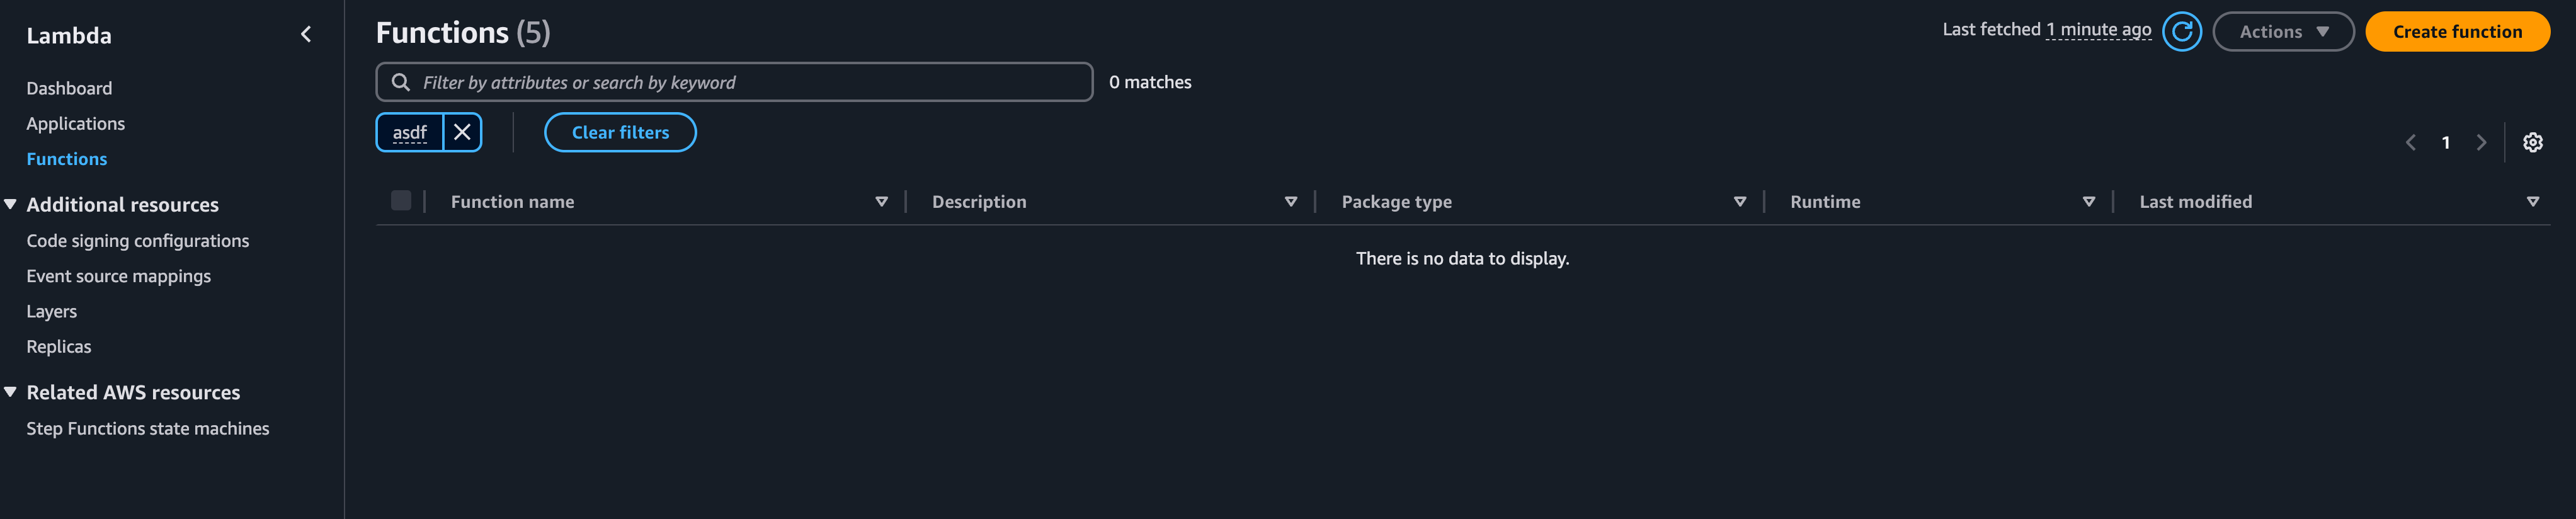 Lambda
Dashboard
Applications
Functions
Additional resources
Code signing configurations
Event source mappings
Layers
Replicas
Related AWS resources
Step Functions state machines
Functions (5)
Last fetched 1 minute ago
Actions
Create function
Filter by attributes or search by keyword
0 matches
asdf
Clear filters
1
Function name
Description
Package type
Runtime
Last modified
There is no data to display.